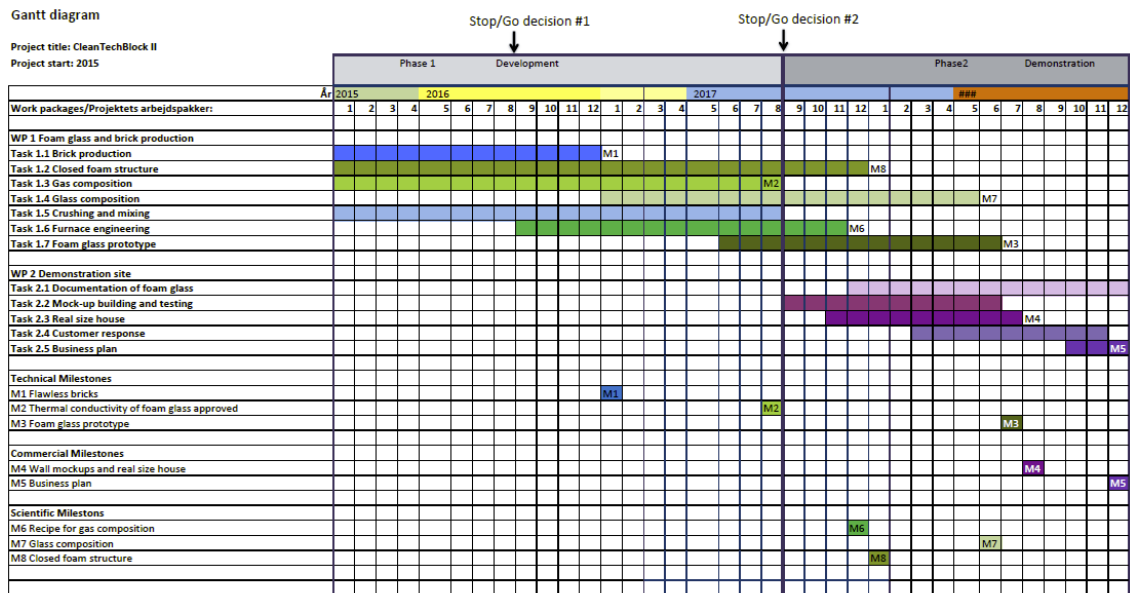 Gantt diagram
Stop/Go decision #1
Stop/Go decision #2
Project title: CleanTechBlock II
Project start: 2015
Phase 1 Development
Phase2 Demonstration
År 2015 2016 2017 ###
Work packages/Projektets arbejdspakker: 1 2 3 4 5 6 7 8 9 10 11 12 1 2 3 4 5 6 7 8 9 10 11 12 1 2 3 4 5 6 7 8 9 10 11 12
WP 1 Foam glass and brick production
Task 1.1 Brick production M1
Task 1.2 Closed foam structure M8
Task 1.3 Gas composition M2
Task 1.4 Glass composition M7
Task 1.5 Crushing and mixing
Task 1.6 Furnace engineering M6
Task 1.7 Foam glass prototype M3
WP 2 Demonstration site
Task 2.1 Documentation of foam glass
Task 2.2 Mock-up building and testing
Task 2.3 Real size house M4
Task 2.4 Customer response
Task 2.5 Business plan M5
Technical Milestones
M1 Flawless bricks M1
M2 Thermal conductivity of foam glass approved M2
M3 Foam glass prototype M3
Commercial Milestones
M4 Wall mockups and real size house M4
M5 Business plan M5
Scientific Milestons
M6 Recipe for gas composition M6
M7 Glass composition M7
M8 Closed foam structure M8